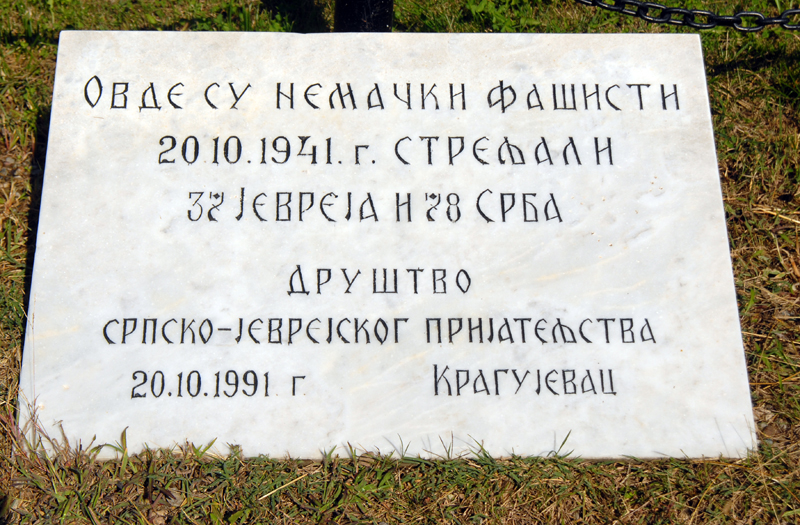 Овде су немачки фашисти
20.10.1941. г. стрељали
37 Јевреја и 28 Срба
Друштво
српско-јеврејског пријатељства
20.10.1991 г. Крагујевац